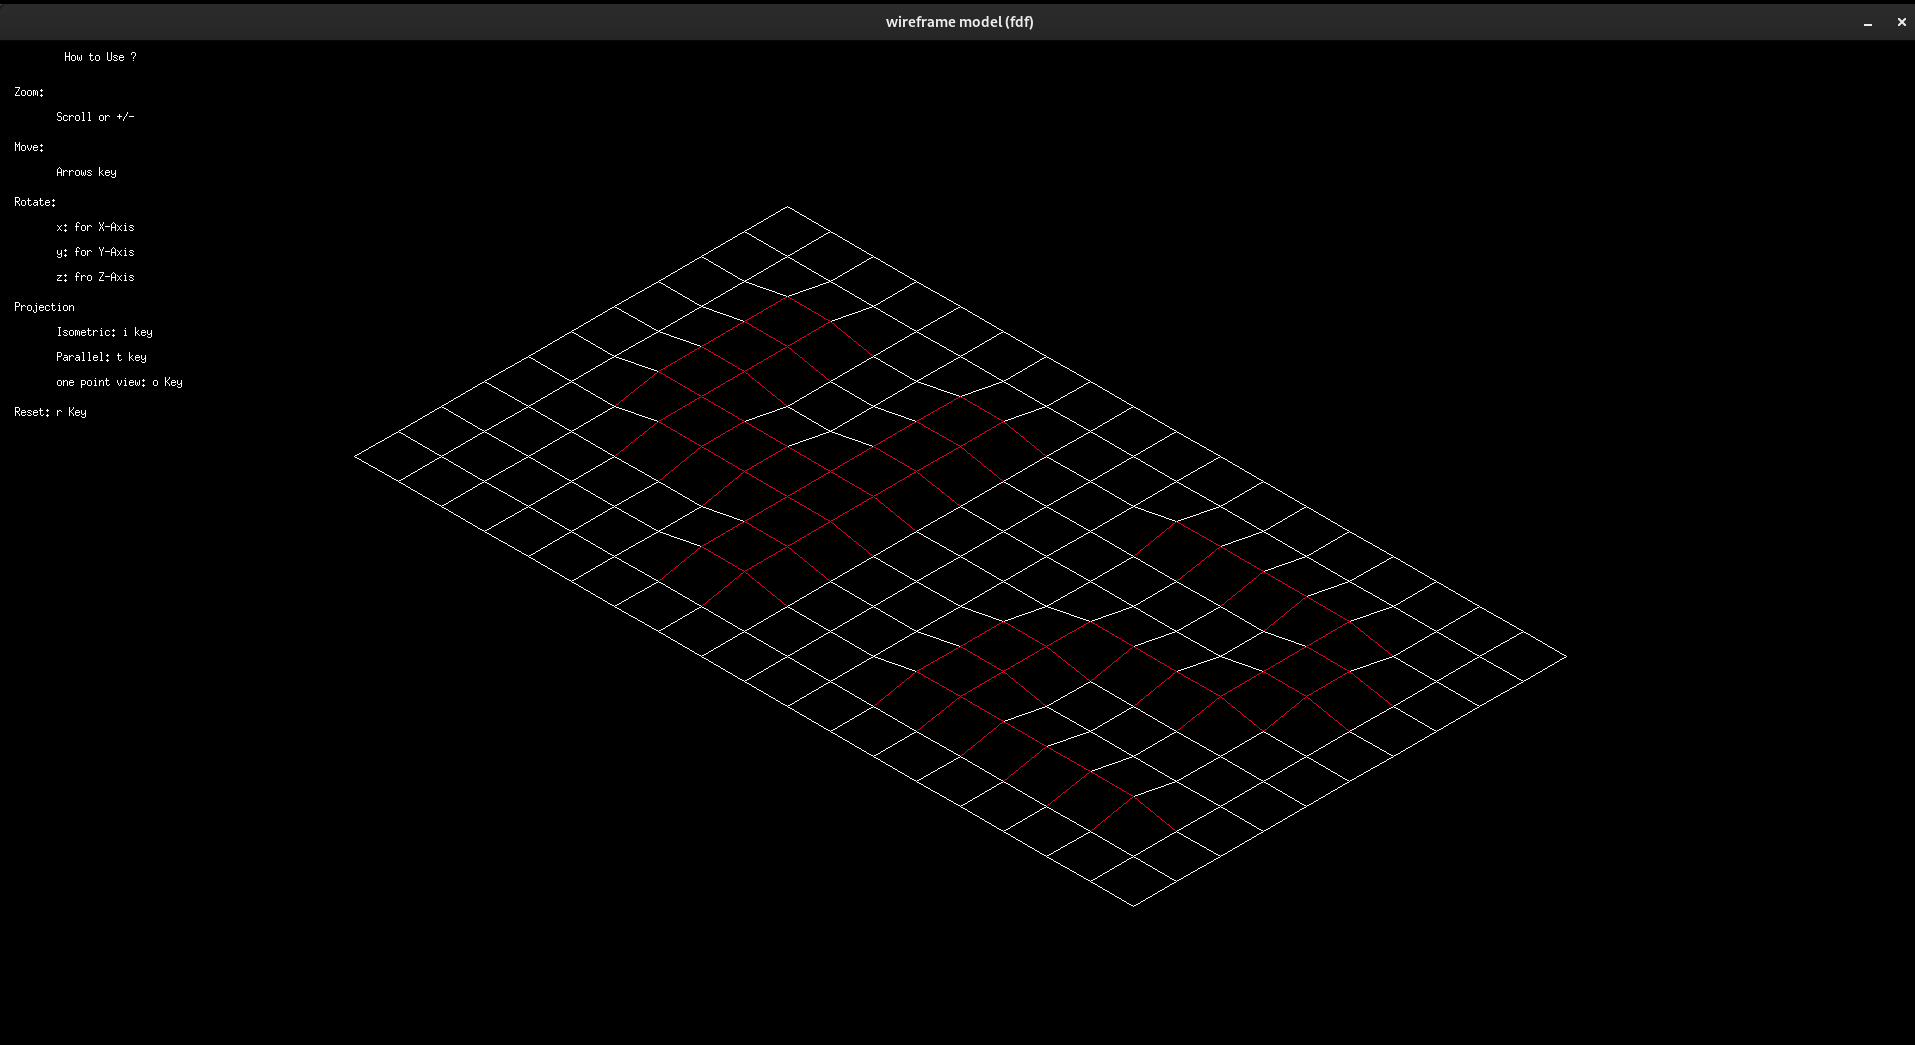 wireframe model (fdf)
How to Use ?
Zoom:
Scroll or +/-
Move:
Arrows key
Rotate:
x: for X-Axis
y: for Y-Axis
z: fro Z-Axis
Projection
Isometric: i key
Parallel: t key
one point view: o Key
Reset: r Key